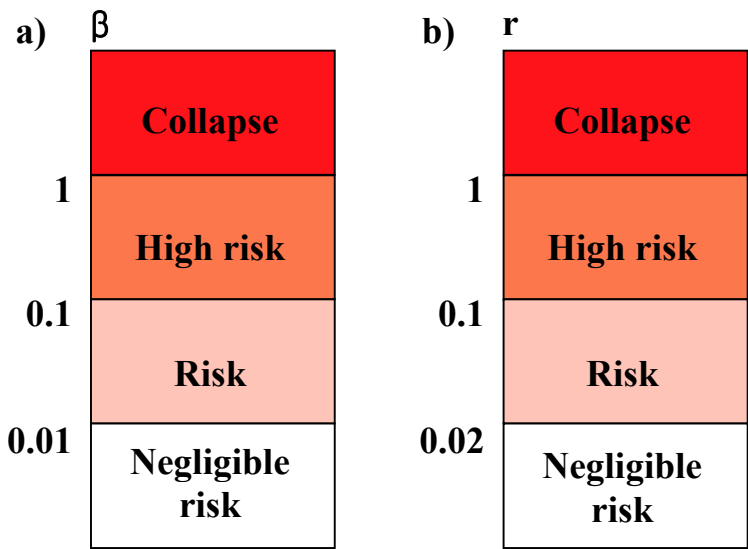 a) β
Collapse
1
High risk
0.1
Risk
0.01
Negligible
risk
b) r
Collapse
1
High risk
0.1
Risk
0.02
Negligible
risk